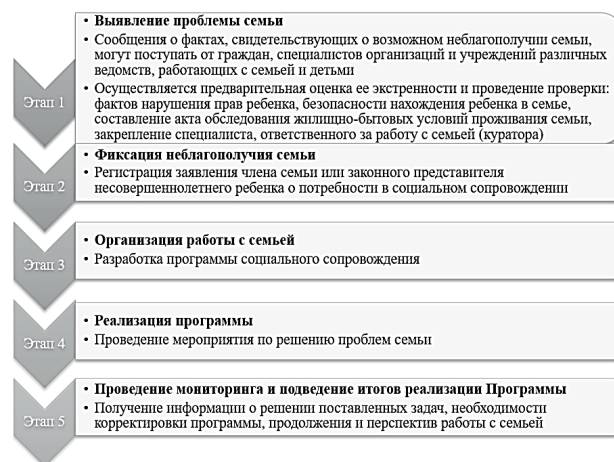 Этап 1
• Выявление проблемы семьи
• Сообщения о фактах, свидетельствующих о возможном неблагополучии семьи,
могут поступать от граждан, специалистов организаций и учреждений различных
ведомств, работающих с семьей и детьми
• Осуществляется предварительная оценка ее экстренности и проведение проверки:
фактов нарушения прав ребенка, безопасности нахождения ребенка в семье,
составление акта обследования жилищно-бытовых условий проживания семьи,
закрепление специалиста, ответственного за работу с семьей (куратора)
Этап 2
• Фиксация неблагополучия семьи
• Регистрация заявления члена семьи или законного представителя
несовершеннолетнего ребенка о потребности в социальном сопровождении
Этап 3
• Организация работы с семьей
• Разработка программы социального сопровождения
Этап 4
• Реализация программы
• Проведение мероприятия по решению проблем семьи
Этап 5
• Проведение мониторинга и подведение итогов реализации Программы
• Получение информации о решении поставленных задач, необходимости
корректировки программы, продолжения и перспектив работы с семьей